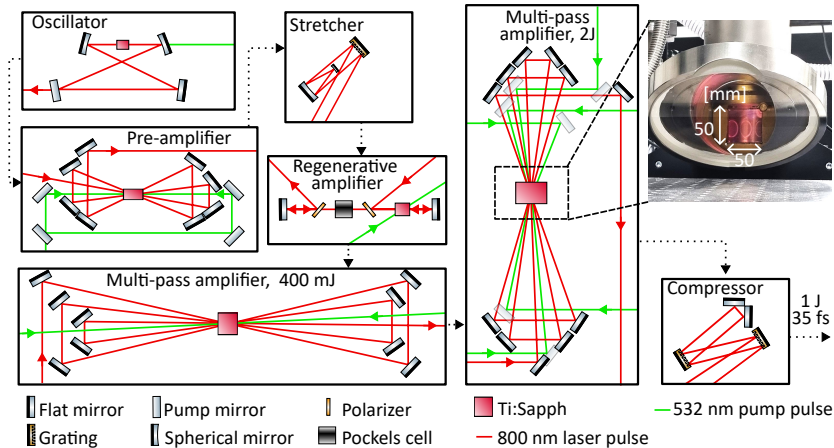 Oscillator
Stretcher
Multi-pass
amplifier, 2J
[mm]
50
50
Pre-amplifier
Regenerative
amplifier
Multi-pass amplifier, 400 mJ
Compressor
1 J
35 fs
Flat mirror
Pump mirror
Polarizer
Ti:Sapph
532 nm pump pulse
Grating
Spherical mirror
Pockels cell
800 nm laser pulse